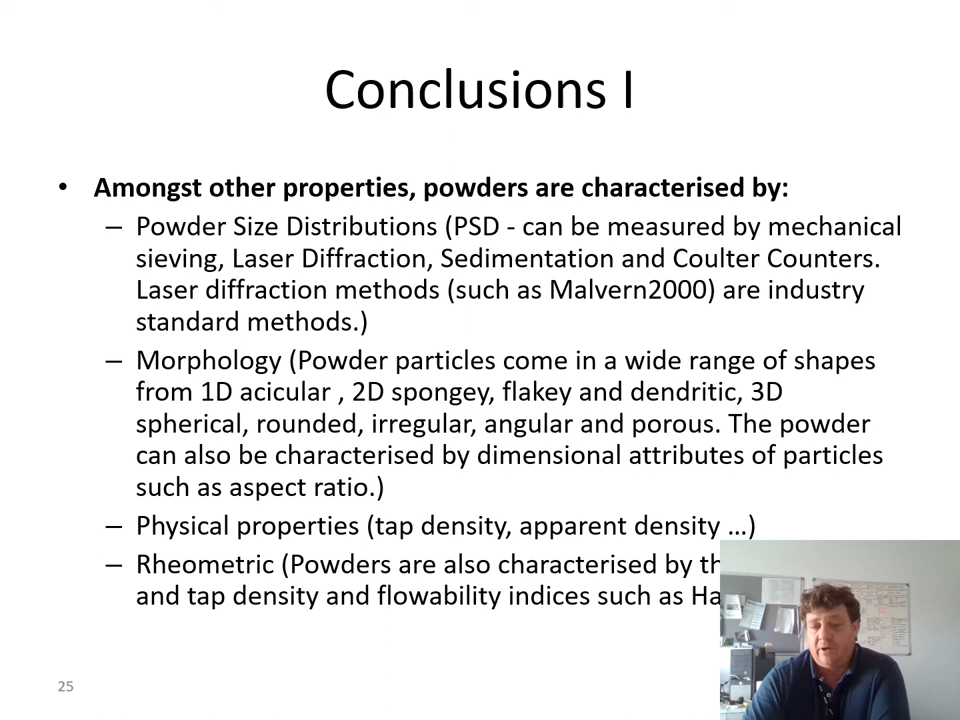 Conclusions I
• Amongst other properties, powders are characterised by:
– Powder Size Distributions (PSD - can be measured by mechanical
sieving, Laser Diffraction, Sedimentation and Coulter Counters.
Laser diffraction methods (such as Malvern2000) are industry
standard methods.)
– Morphology (Powder particles come in a wide range of shapes
from 1D acicular , 2D spongey, flakey and dendritic, 3D
spherical, rounded, irregular, angular and porous. The powder
can also be characterised by dimensional attributes of particles
such as aspect ratio.)
– Physical properties (tap density, apparent density …)
– Rheometric (Powders are also characterised by
and tap density and flowability indices such as
25